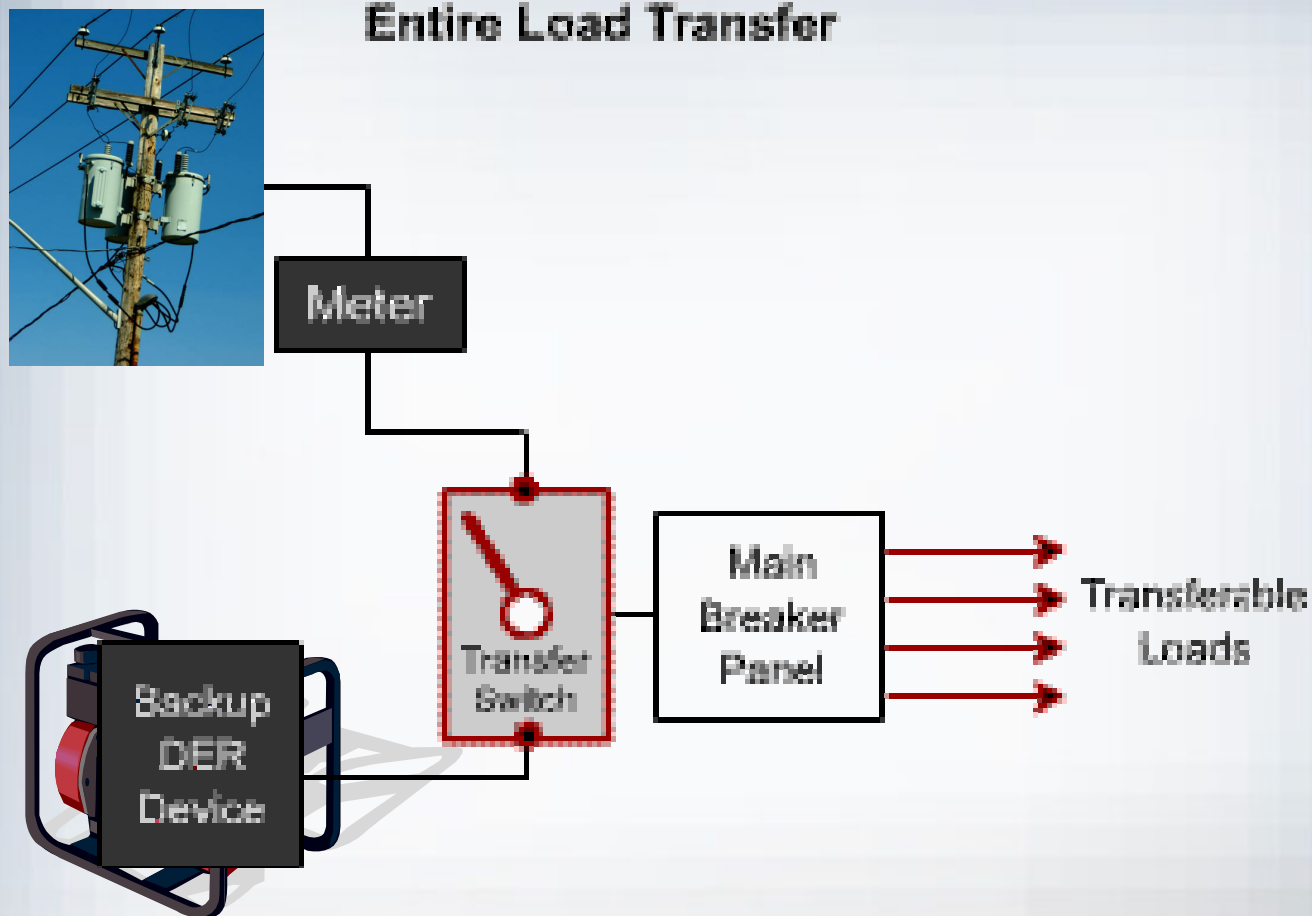 Entire Load Transfer
Meter
Transfer
Switch
Main
Breaker
Panel
Transferable
Loads
Backup
DER
Device